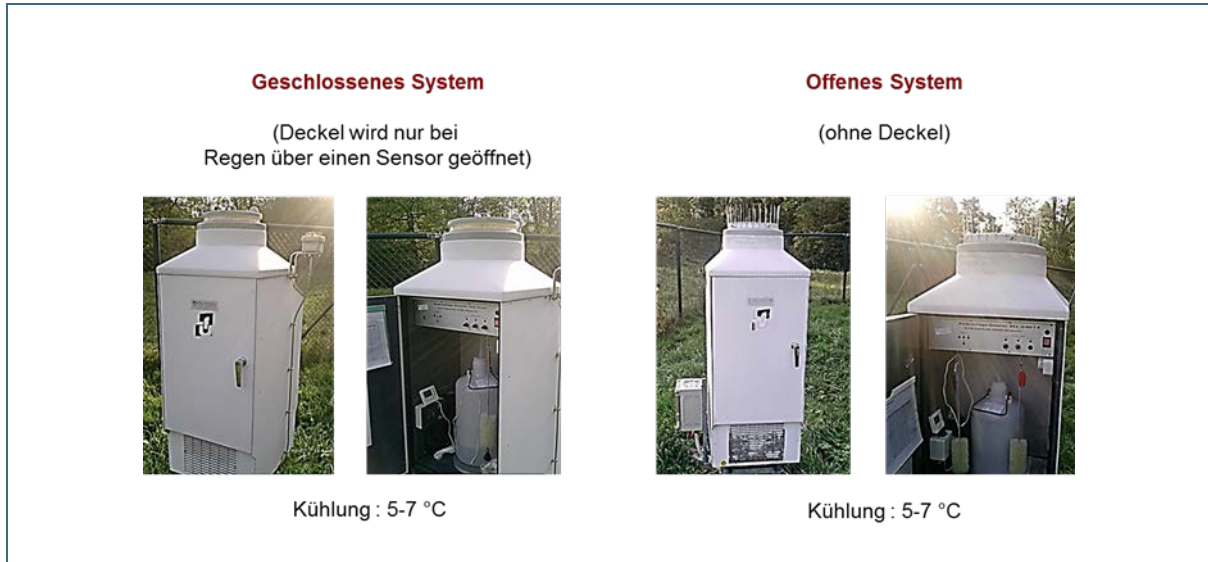 Geschlossenes System
(Deckel wird nur bei
Regen über einen Sensor geöffnet)
Offenes System
(ohne Deckel)
Kühlung : 5-7 °C
Kühlung : 5-7 °C